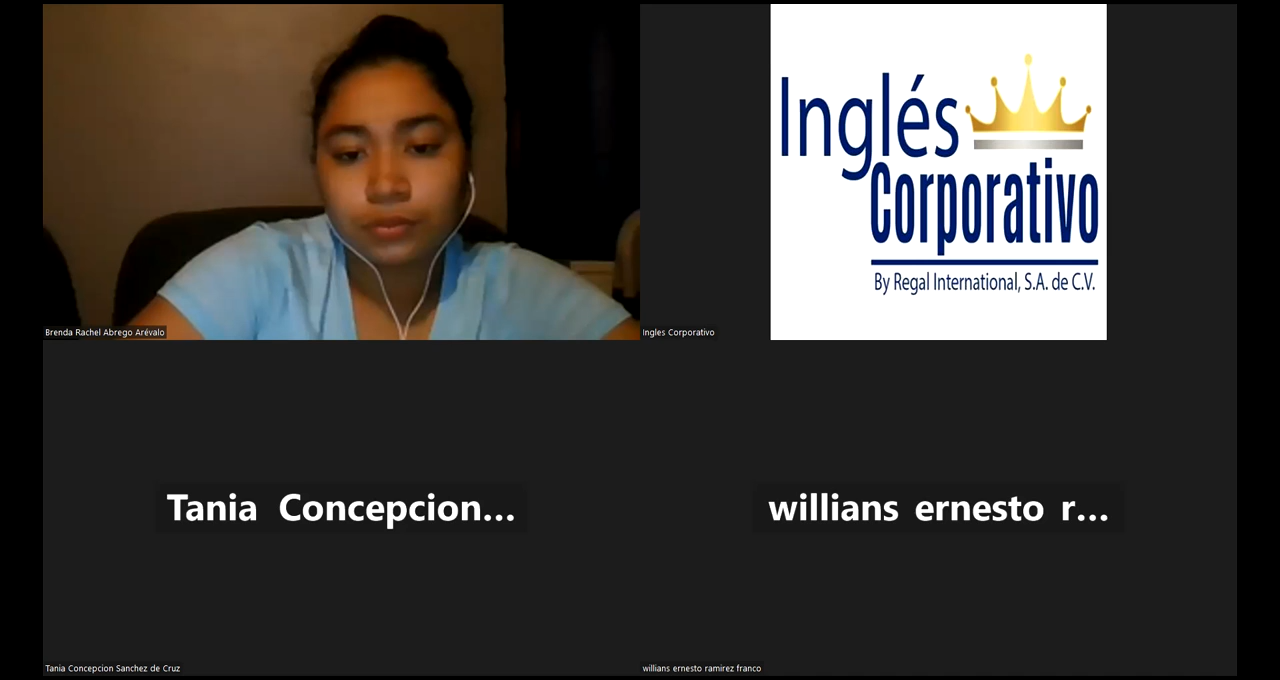 Inglés
Corporativo
By Regal International, S.A. de C.V.
Brenda Rachel Abrego Arévalo
Ingles Corporativo
Tania Concepcion...
willians ernesto r...
Tania Concepcion Sanchez de Cruz
willians ernesto ramirez franco